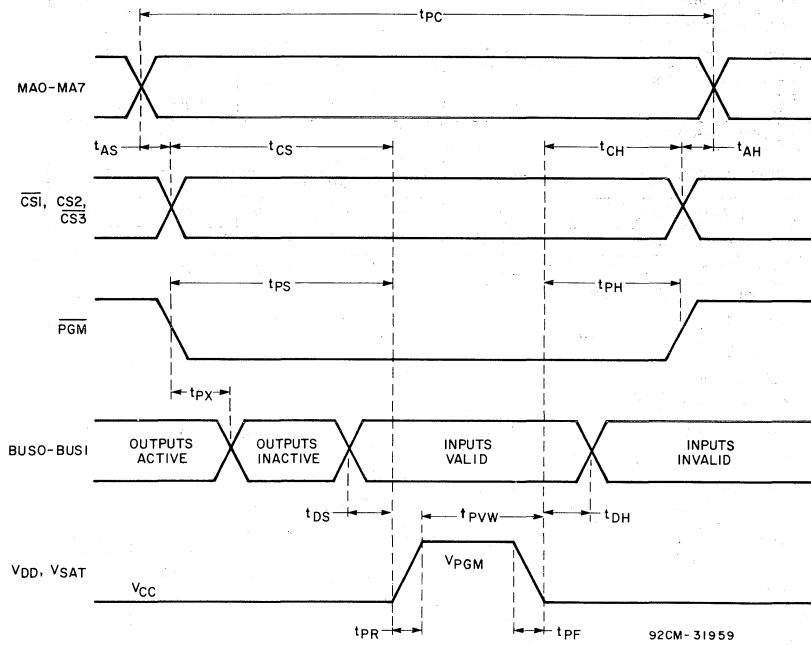 tPC
MA0-MA7
tAS
tCS
tCH
tAH
CS1, CS2,
CS3
tPS
tPH
PGM
tPX
BUS0-BUS1
OUTPUTS
ACTIVE
OUTPUTS
INACTIVE
INPUTS
VALID
INPUTS
INVALID
tDS
tPVW
tDH
VDD, VSAT
VCC
VPGM
tPR
tPF
92CM-31959